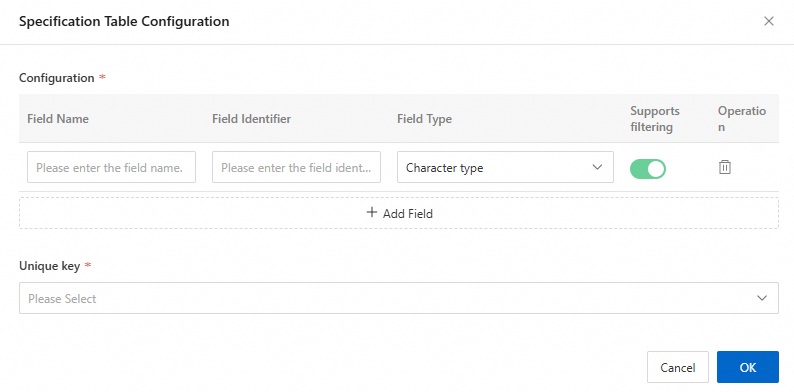 Specification Table Configuration
Configuration *
Field Name Field Identifier Field Type Supports filtering Operatio n
Please enter the field name. Please enter the field ident... Character type
+ Add Field
Unique key *
Please Select
Cancel OK